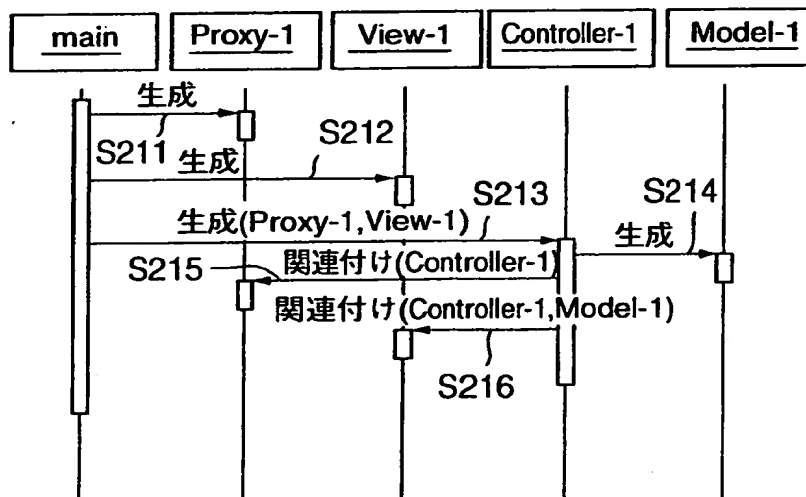 main
Proxy-1
View-1
Controller-1
Model-1
生成
S211
生成
S212
生成(Proxy-1,View-1)
S213
生成
S214
S215
関連付け(Controller-1)
関連付け(Controller-1,Model-1)
S216